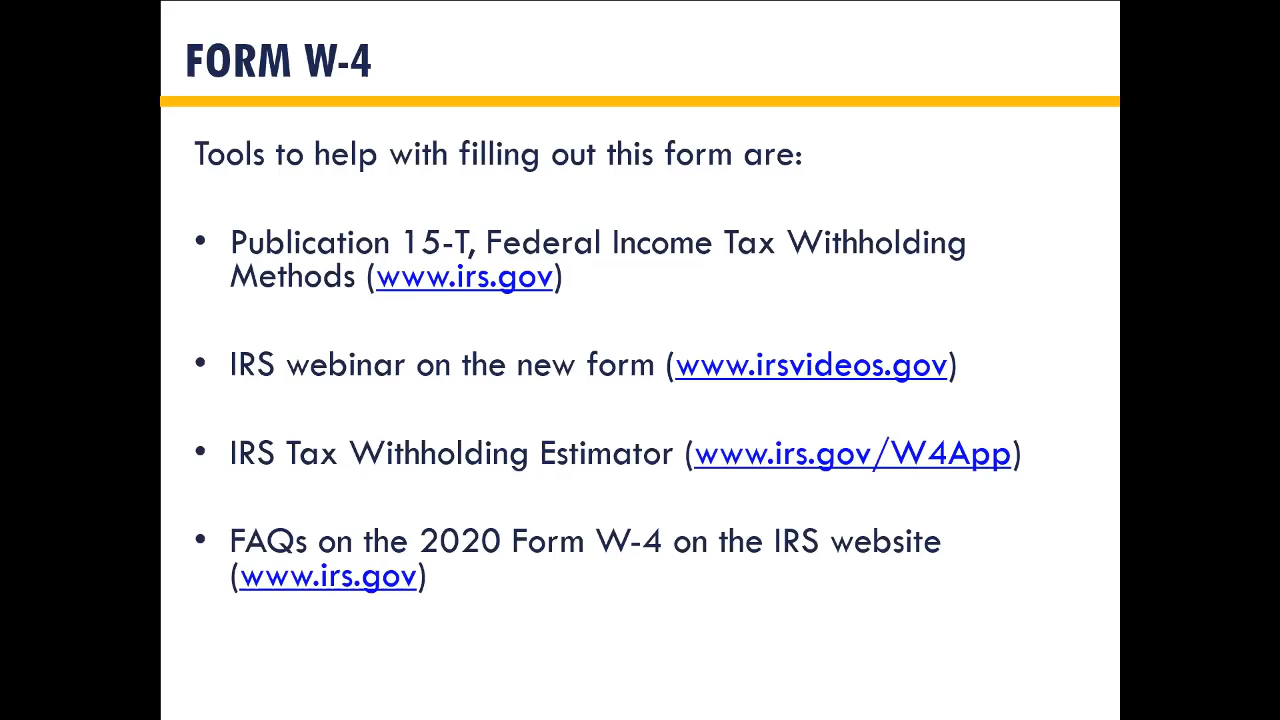 FORM W-4
Tools to help with filling out this form are:
• Publication 15-T, Federal Income Tax Withholding
Methods (www.irs.gov)
• IRS webinar on the new form (www.irsvideos.gov)
• IRS Tax Withholding Estimator (www.irs.gov/W4App)
• FAQs on the 2020 Form W-4 on the IRS website
(www.irs.gov)